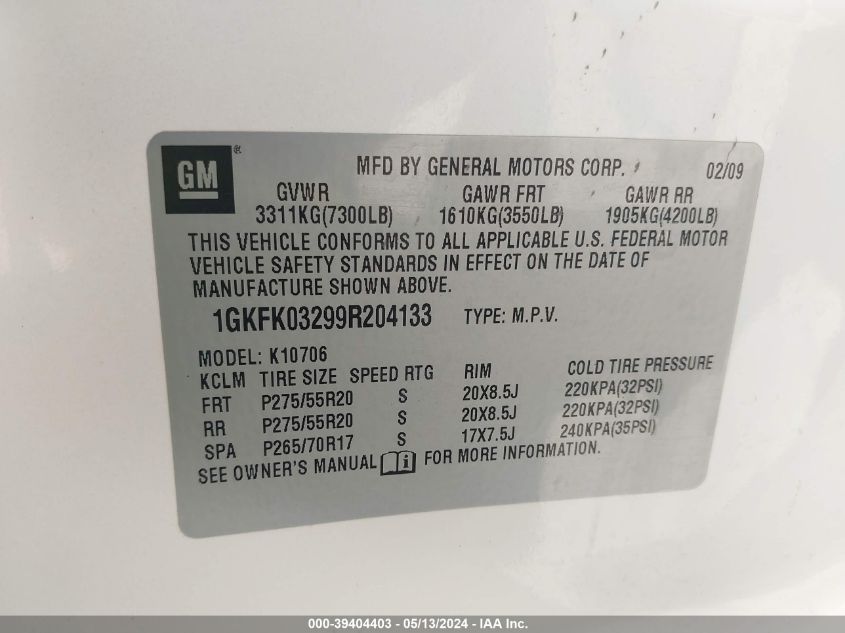 GM ®
MFD BY GENERAL MOTORS CORP. 02/09
GVWR GAWR FRT GAWR RR
3311KG(7300LB) 1610KG(3550LB) 1905KG(4200LB)
THIS VEHICLE CONFORMS TO ALL APPLICABLE U.S. FEDERAL MOTOR
VEHICLE SAFETY STANDARDS IN EFFECT ON THE DATE OF
MANUFACTURE SHOWN ABOVE.
1GKFK03299R204133 TYPE: M.P.V.
MODEL: K10706
KCLM TIRE SIZE SPEED RTG RIM COLD TIRE PRESSURE
FRT P275/55R20 S 20X8.5J 220KPA(32PSI)
RR P275/55R20 S 20X8.5J 220KPA(32PSI)
SPA P265/70R17 S 17X7.5J 240KPA(35PSI)
SEE OWNER'S MANUAL i FOR MORE INFORMATION.
000-39404403 - 05/13/2024 - IAA Inc.